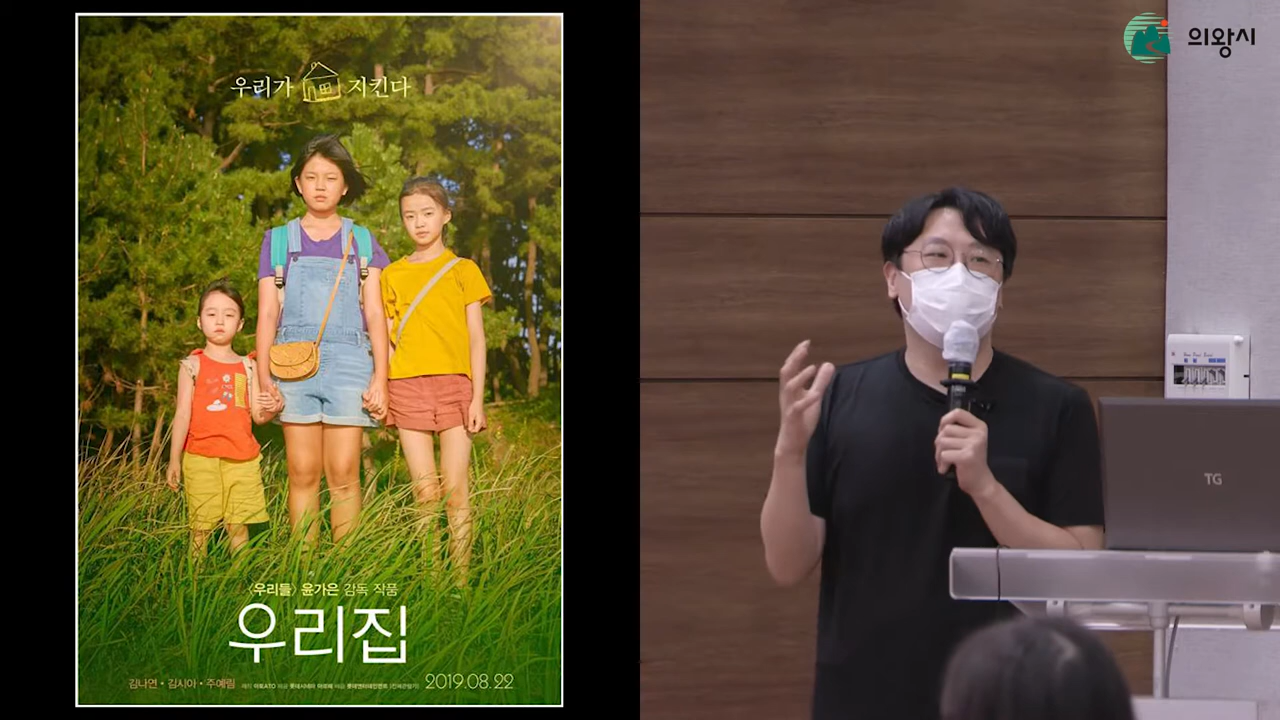 우리가 지킨다
<우리들> 윤가은 감독 작품
우리집
김나연 • 김시아 • 주예림
2019.08.22
의왕시
TG